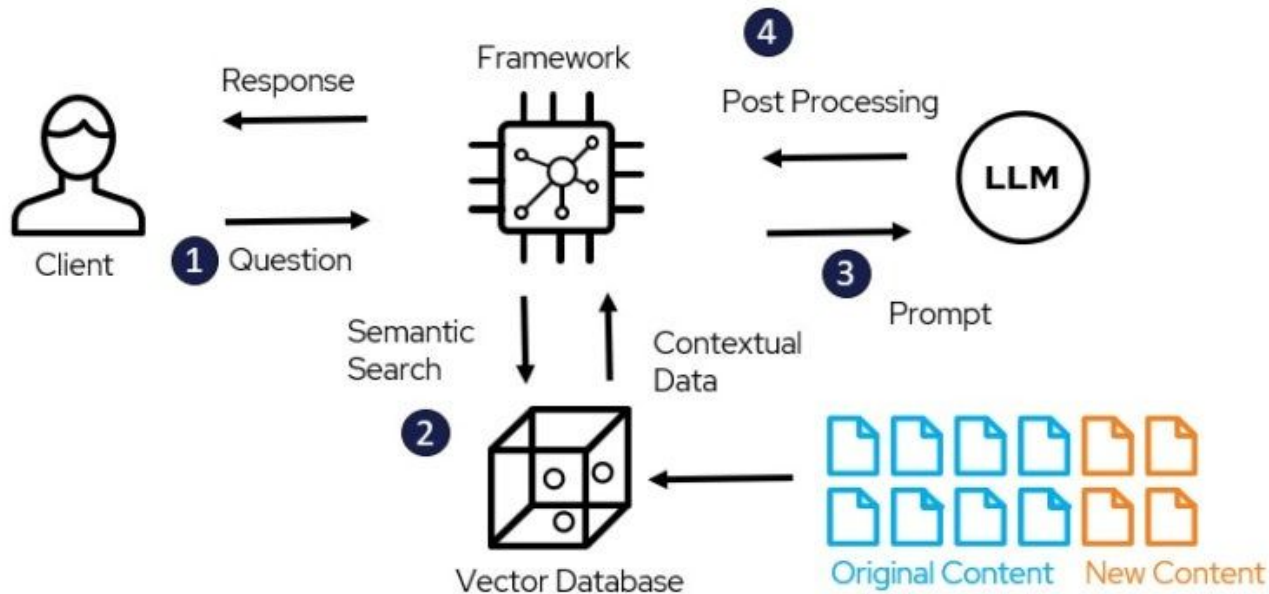 4
Framework
Response
Post Processing
LLM
Client
1
Question
3
Prompt
Semantic
Search
Contextual
Data
2
Original Content
New Content
Vector Database